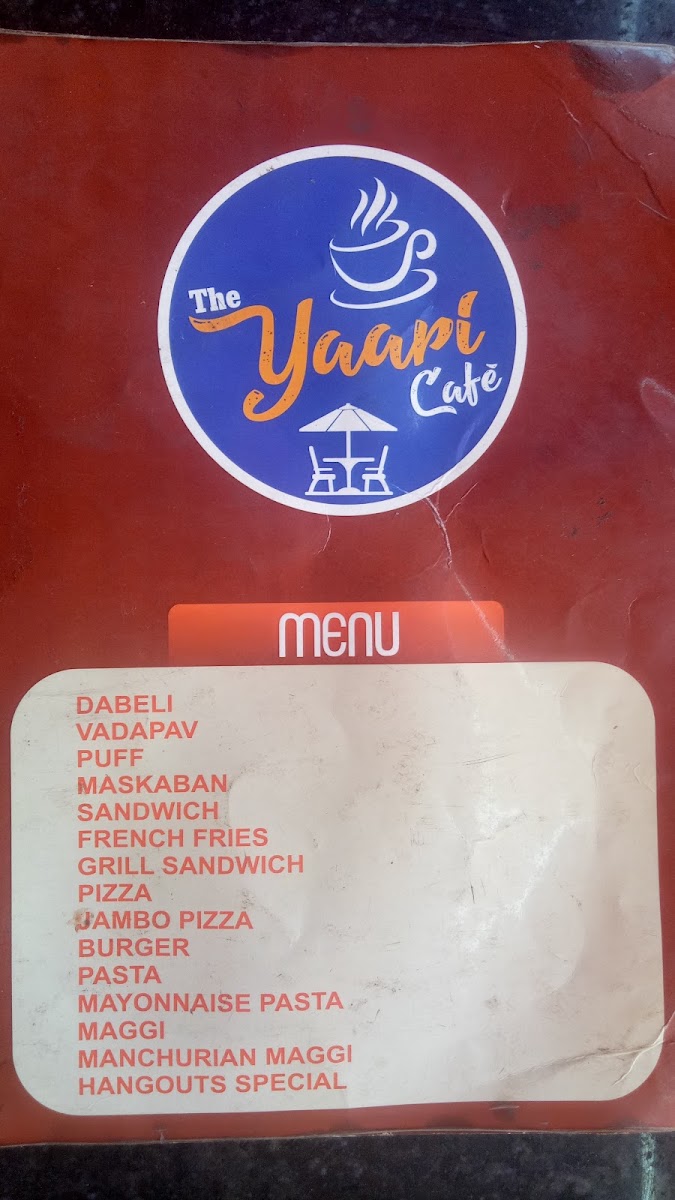 The
Yaari
Café
MENU
DABELI
VADAPAV
PUFF
MASKABAN
SANDWICH
FRENCH FRIES
GRILL SANDWICH
PIZZA
JAMBO PIZZA
BURGER
PASTA
MAYONNAISE PASTA
MAGGI
MANCHURIAN MAGGI
HANGOUTS SPECIAL